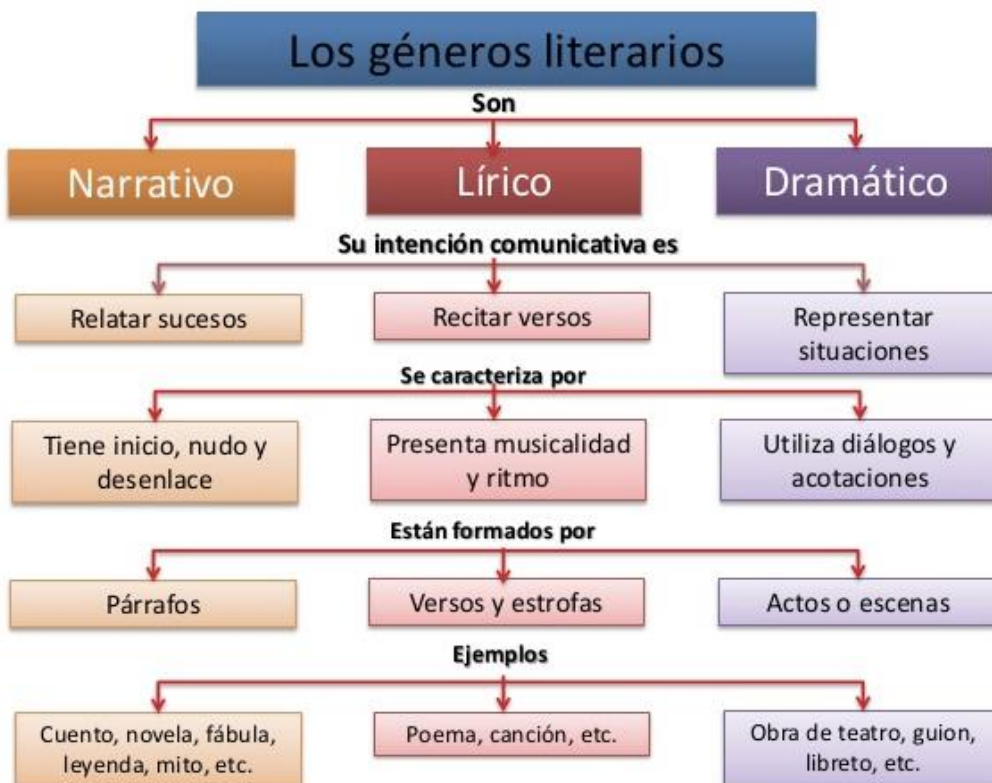 Los géneros literarios
Son
Narrativo
Lírico
Dramático
Su intención comunicativa es
Relatar sucesos
Recitar versos
Representar
situaciones
Se caracteriza por
Tiene inicio, nudo y
desenlace
Presenta musicalidad
y ritmo
Utiliza diálogos y
acotaciones
Están formados por
Párrafos
Versos y estrofas
Actos o escenas
Ejemplos
Cuento, novela, fábula,
leyenda, mito, etc.
Poema, canción, etc.
Obra de teatro, guion,
libreto, etc.